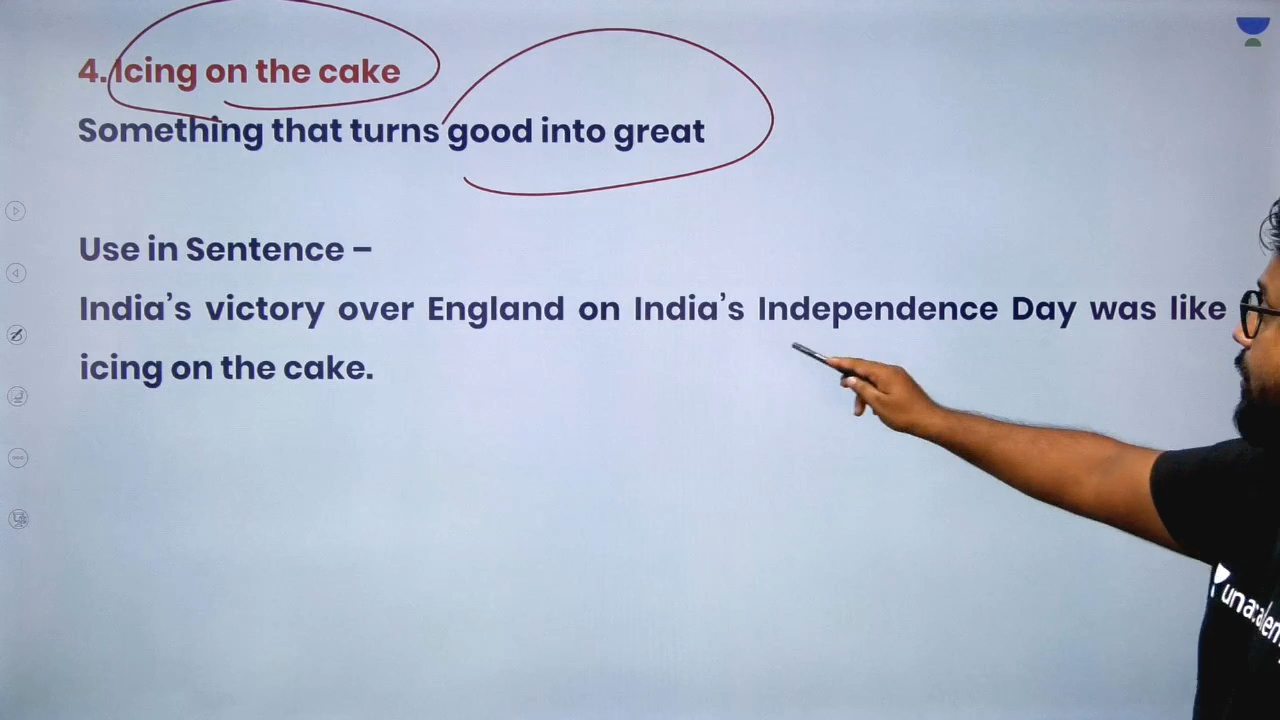 4. Icing on the cake
Something that turns good into great
Use in Sentence –
India's victory over England on India's Independence Day was like
icing on the cake.